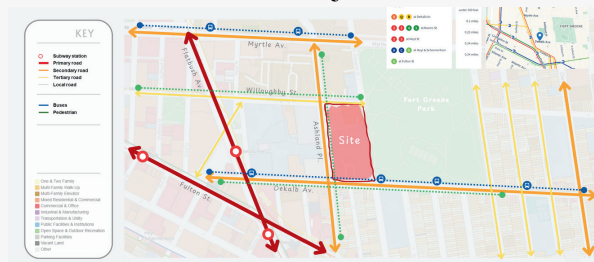 KEY
Subway station
Primary road
Secondary road
Tertiary road
Local road
Buses
Pedestrian
One & Two Family
Multi-Family Walk-up
Multi-Family Elevator
Mixed Residential & Commercial
Commercial & Office
Industrial & Manufacturing
Transportation & Utility
Public Facilities & Institutions
Open Space & Outdoor Recreation
Parking Facilities
Vacant Land
Other
Myrtle Av.
Flatbush Av.
Willoughby St.
Ashland Pl.
Site
Fort Greene
Park
Dekalb Av.
Fulton St.
FORT GREENE